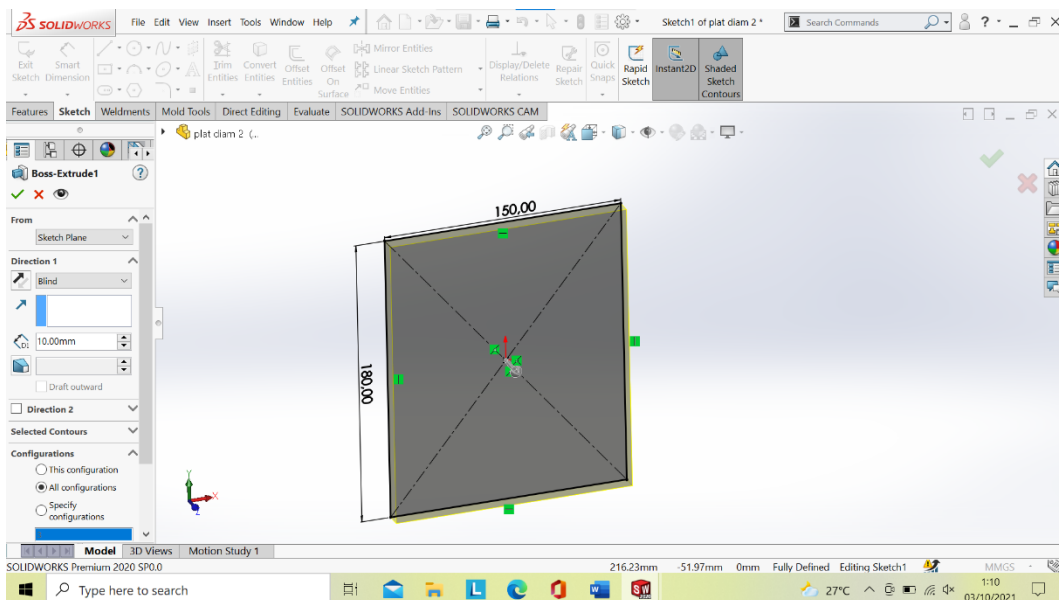 SOLIDWORKS File Edit View Insert Tools Window Help Sketch1 of plat diam 2 * Search Commands
Exit Sketch Smart Dimension Trim Entities Convert Entities Offset Entities Offset On Surface Mirror Entities Linear Sketch Pattern Move Entities Display/Delete Relations Repair Sketch Quick Snaps Rapid Sketch Instant2D Shaded Sketch Contours
Features Sketch Weldments Mold Tools Direct Editing Evaluate SOLIDWORKS Add-Ins SOLIDWORKS CAM
plat diam 2 (..
Boss-Extrude1
From
Sketch Plane
Direction 1
Blind
10.00mm
Draft outward
Direction 2
Selected Contours
Configurations
This configuration
All configurations
Specify
configurations
150,00
180,00
Y
X
Z
Model 3D Views Motion Study 1
SOLIDWORKS Premium 2020 SP0.0 216.23mm -51.97mm 0mm Fully Defined Editing Sketch1 MMGS
Type here to search 27°C 1:10
03/10/2021